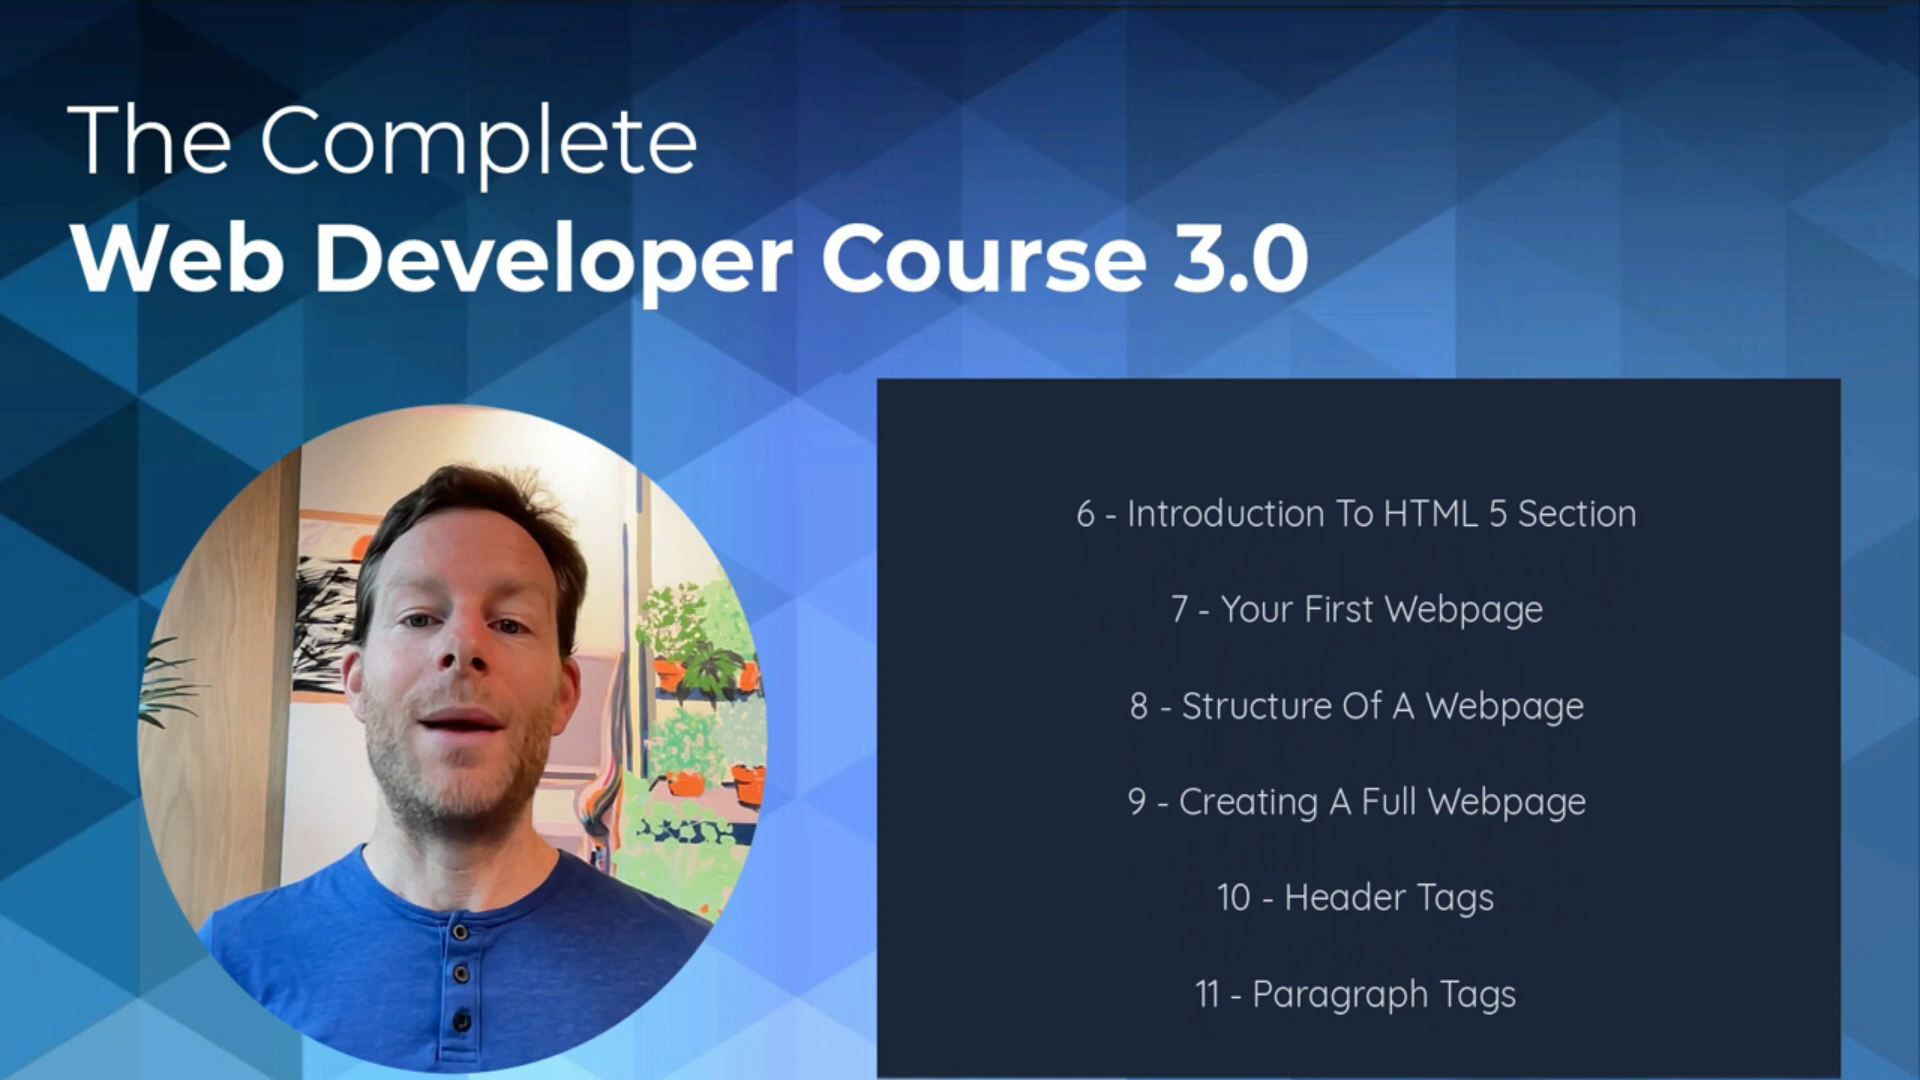 The Complete
Web Developer Course 3.0
6 - Introduction To HTML 5 Section
7 - Your First Webpage
8 - Structure Of A Webpage
9 - Creating A Full Webpage
10 - Header Tags
11 - Paragraph Tags